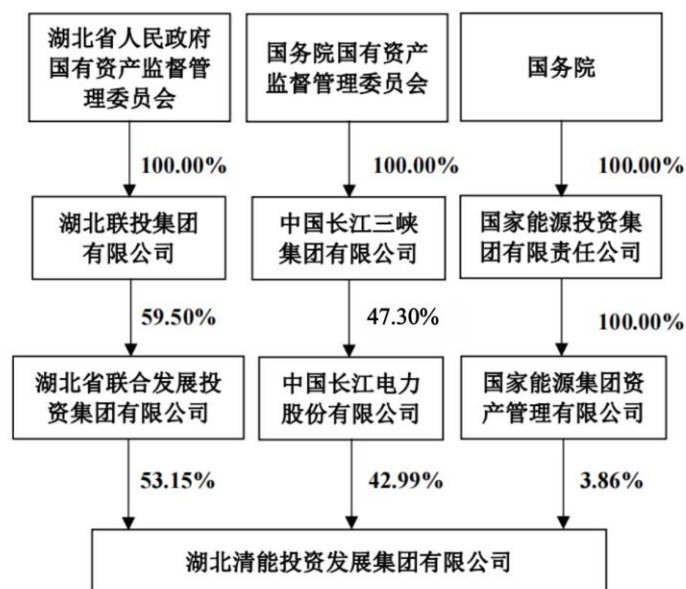 湖北省人民政府
国有资产监督管
理委员会
国务院国有资产
监督管理委员会
国务院
100.00%
100.00%
100.00%
湖北联投集团
有限公司
中国长江三峡
集团有限公司
国家能源投资集
团有限责任公司
59.50%
47.30%
100.00%
湖北省联合发展投
资集团有限公司
中国长江电力
股份有限公司
国家能源集团资
产管理有限公司
53.15%
42.99%
3.86%
湖北清能投资发展集团有限公司